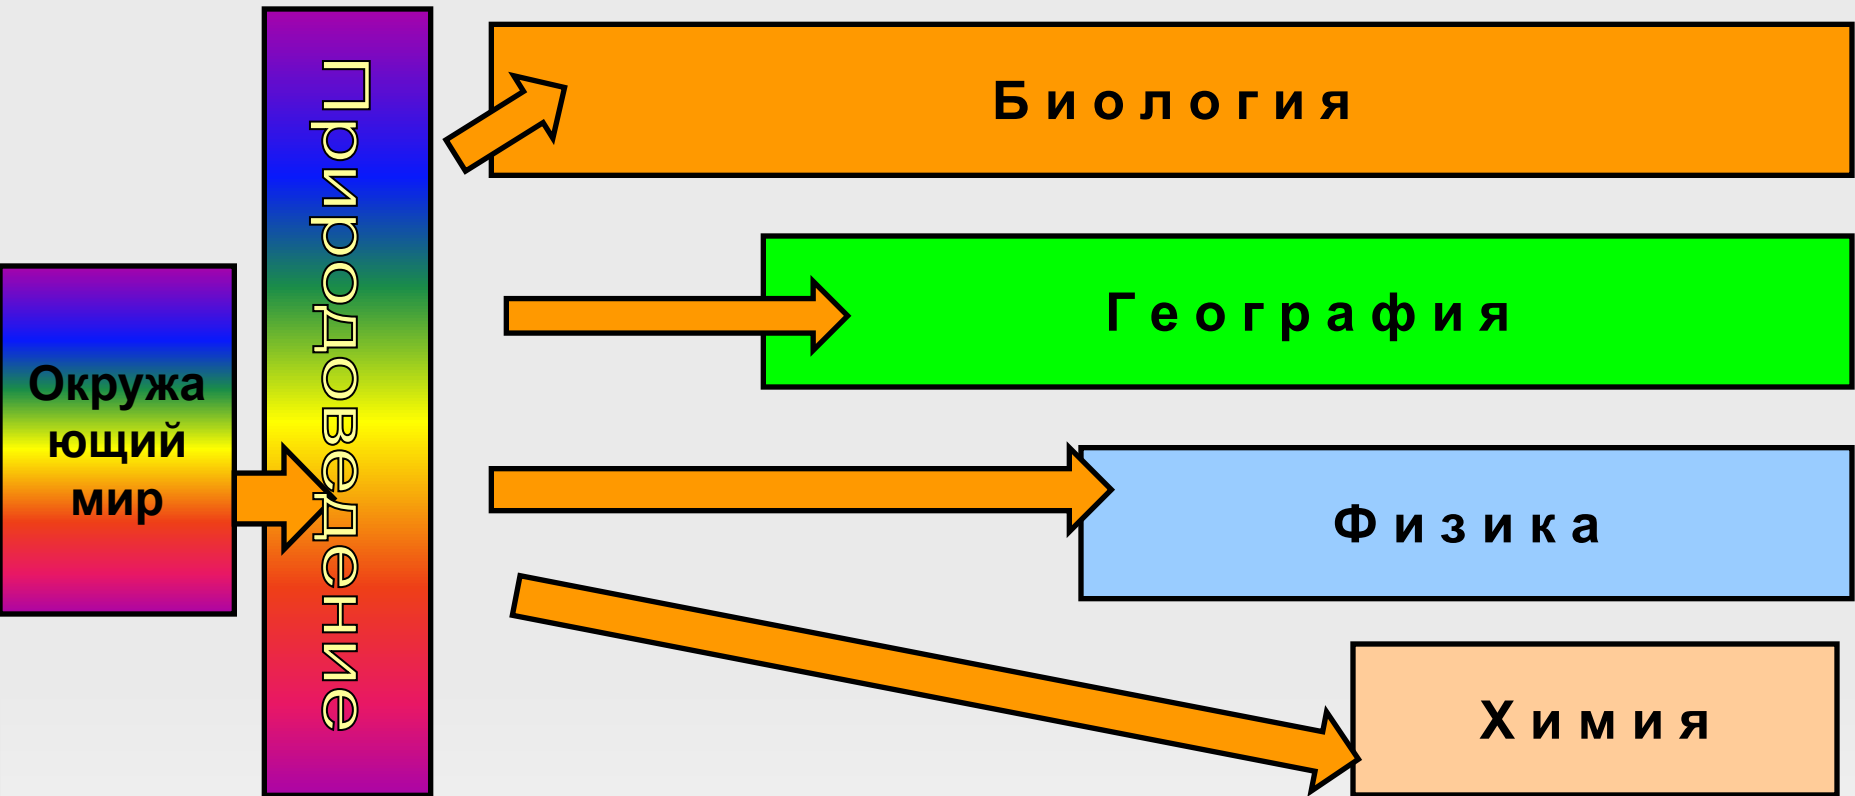 Окружа
ющий
мир
Природоведение
Биология
География
Физика
Химия